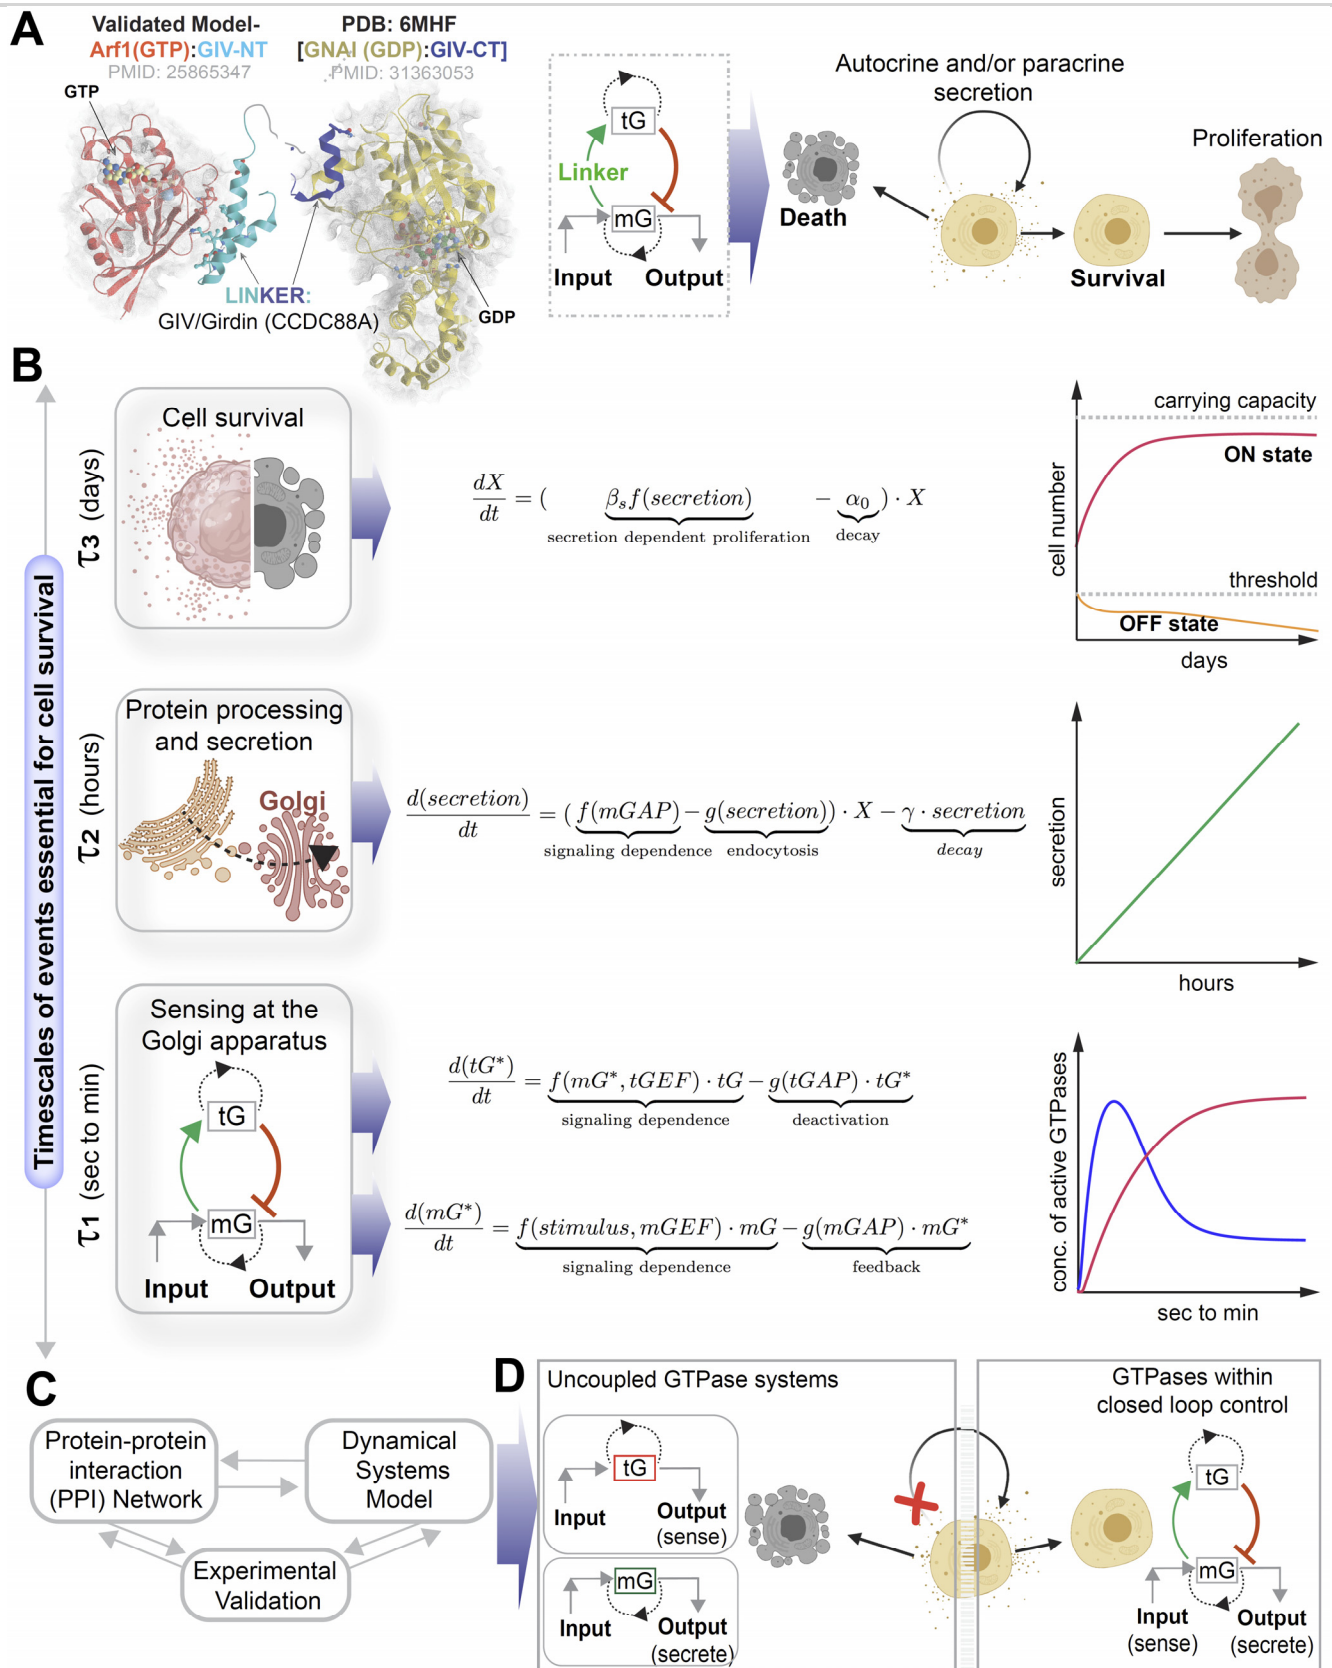 A
Validated Model-
Arf1(GTP):GIV-NT
PMID: 25865347
PDB: 6MHF
[GNAI (GDP):GIV-CT]
PMID: 31363053
GTP
LINKER:
GIV/Girdin (CCDC88A)
GDP
tG
Linker
mG
Input
Output
Autocrine and/or paracrine
secretion
Death
Survival
Proliferation
B
Timescales of events essential for cell survival
τ3 (days)
Cell survival
dX/dt = ( β_s f(secretion) − α_0 ) · X
secretion dependent proliferation
decay
cell number
carrying capacity
ON state
threshold
OFF state
days
τ2 (hours)
Protein processing
and secretion
Golgi
d(secretion)/dt = ( f(mGAP) − g(secretion)) · X − γ · secretion
signaling dependence
endocytosis
decay
secretion
hours
τ1 (sec to min)
Sensing at the
Golgi apparatus
tG
mG
Input
Output
d(tG*)/dt = f(mG*, tGEF) · tG − g(tGAP) · tG*
signaling dependence
deactivation
d(mG*)/dt = f(stimulus, mGEF) · mG − g(mGAP) · mG*
signaling dependence
feedback
conc. of active GTPases
sec to min
C
Protein-protein
interaction
(PPI) Network
Dynamical
Systems
Model
Experimental
Validation
D
Uncoupled GTPase systems
tG
Input
Output
(sense)
mG
Input
Output
(secrete)
GTPases within
closed loop control
tG
mG
Input
(sense)
Output
(secrete)